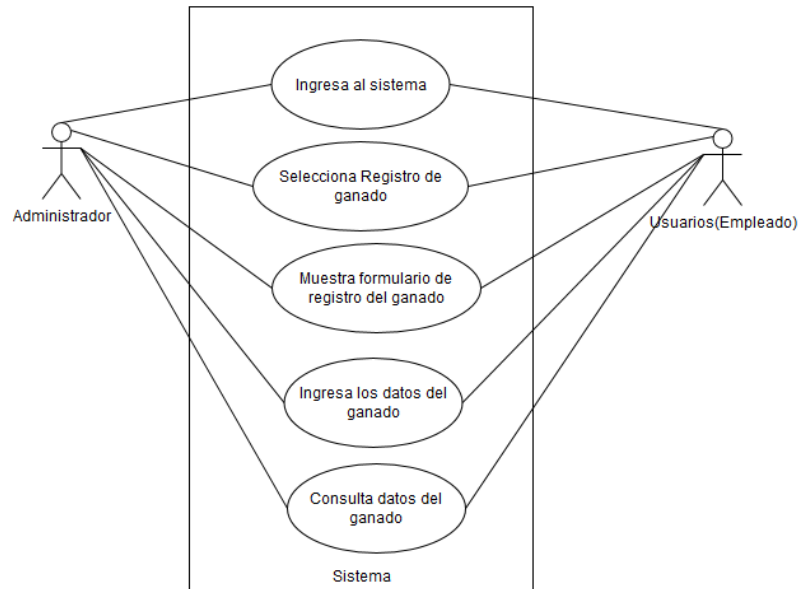 Ingresa al sistema
Selecciona Registro de
ganado
Administrador
Usuarios(Empleado)
Muestra formulario de
registro del ganado
Ingresa los datos del
ganado
Consulta datos del
ganado
Sistema